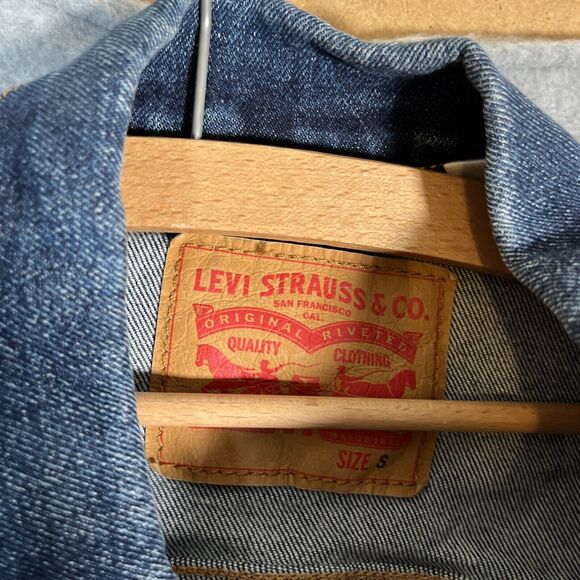 LEVI STRAUSS & CO.
SAN FRANCISCO
CAL.
ORIGINAL RIVETED
QUALITY CLOTHING
SIZE S